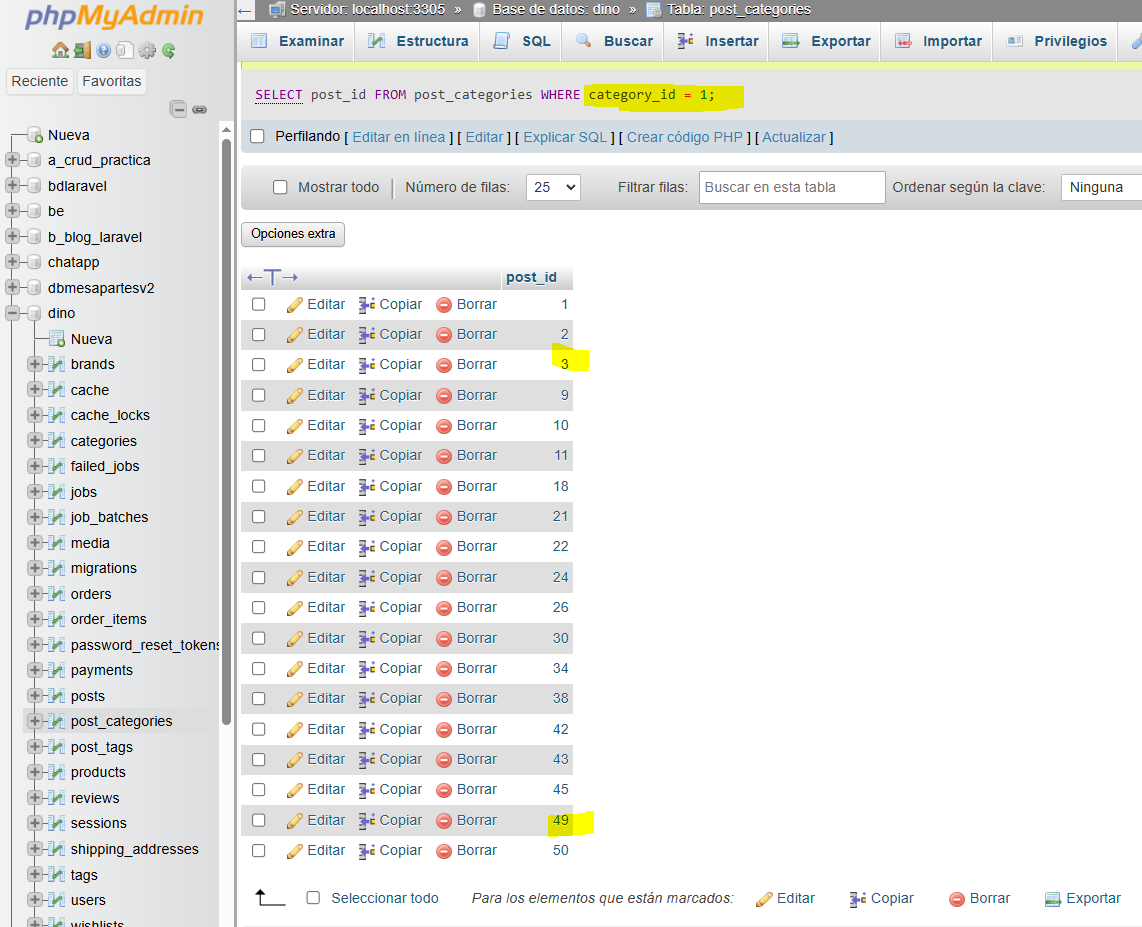 phpMyAdmin
Reciente Favoritas
Nueva
a_crud_practica
bdlaravel
be
b_blog_laravel
chatapp
dbmesapartesv2
dino
Nueva
brands
cache
cache_locks
categories
failed_jobs
jobs
job_batches
media
migrations
orders
order_items
password_reset_tokens
payments
posts
post_categories
post_tags
products
reviews
sessions
shipping_addresses
tags
users
wishlists
Servidor: localhost:3305 » Base de datos: dino » Tabla: post_categories
Examinar Estructura SQL Buscar Insertar Exportar Importar Privilegios
SELECT post_id FROM post_categories WHERE category_id = 1;
Perfilando [ Editar en línea ] [ Editar ] [ Explicar SQL ] [ Crear código PHP ] [ Actualizar ]
Mostrar todo Número de filas: 25 Filtrar filas: Buscar en esta tabla Ordenar según la clave: Ninguna
Opciones extra
←T→ post_id
Editar Copiar Borrar 1
Editar Copiar Borrar 2
Editar Copiar Borrar 3
Editar Copiar Borrar 9
Editar Copiar Borrar 10
Editar Copiar Borrar 11
Editar Copiar Borrar 18
Editar Copiar Borrar 21
Editar Copiar Borrar 22
Editar Copiar Borrar 24
Editar Copiar Borrar 26
Editar Copiar Borrar 30
Editar Copiar Borrar 34
Editar Copiar Borrar 38
Editar Copiar Borrar 42
Editar Copiar Borrar 43
Editar Copiar Borrar 45
Editar Copiar Borrar 49
Editar Copiar Borrar 50
Seleccionar todo Para los elementos que están marcados: Editar Copiar Borrar Exportar